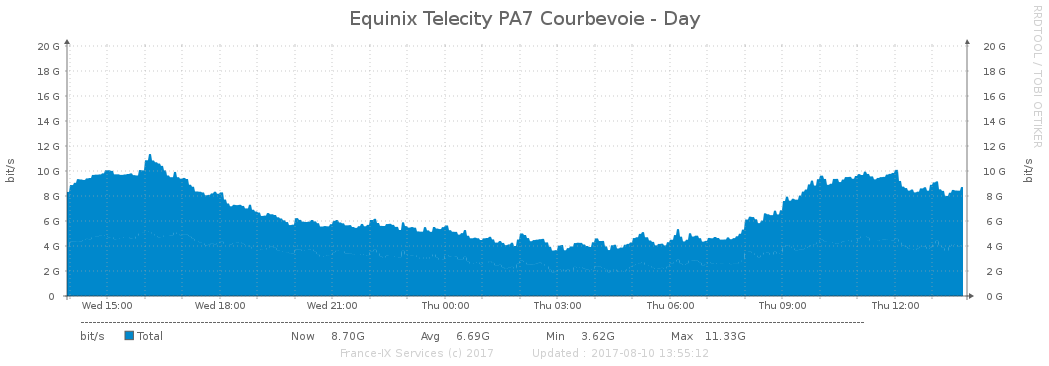 Equinix Telecity PA7 Courbevoie - Day
RRDTOOL / TOBI OETIKER
bit/s
bit/s
20 G 20 G
18 G 18 G
16 G 16 G
14 G 14 G
12 G 12 G
10 G 10 G
8 G 8 G
6 G 6 G
4 G 4 G
2 G 2 G
0 0 G
Wed 15:00 Wed 18:00 Wed 21:00 Thu 00:00 Thu 03:00 Thu 06:00 Thu 09:00 Thu 12:00
bit/s Total Now 8.70G Avg 6.69G Min 3.62G Max 11.33G
France-IX Services (c) 2017 Updated : 2017-08-10 13:55:12